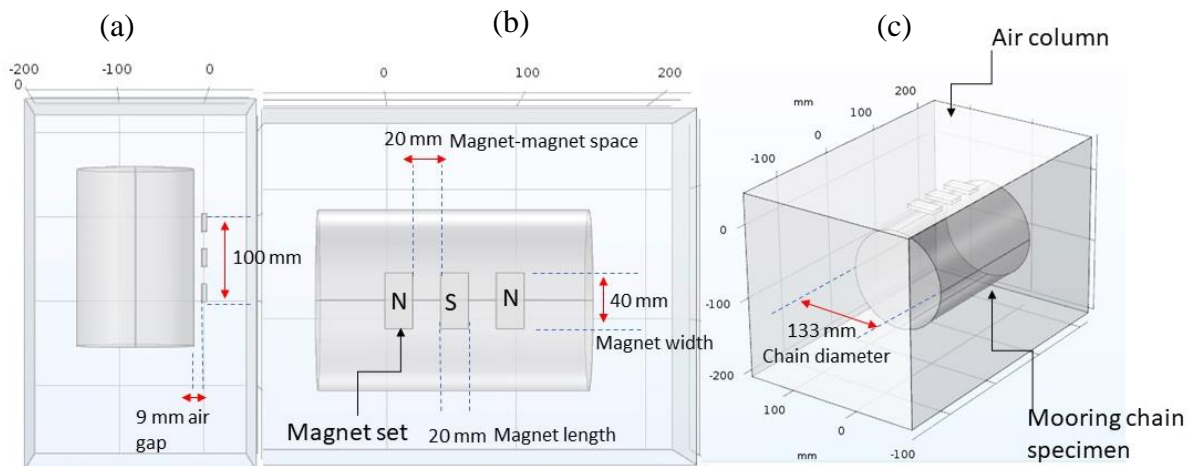 (a)
-200
-100
0
0
100 mm
9 mm air
gap
(b)
0
100
200
20 mm Magnet-magnet space
N
S
N
40 mm
Magnet width
Magnet set
20 mm Magnet length
(c)
Air column
mm
200
100
0
-100
0
-100
-200
133 mm
Chain diameter
100
0
-100
mm
Mooring chain
specimen